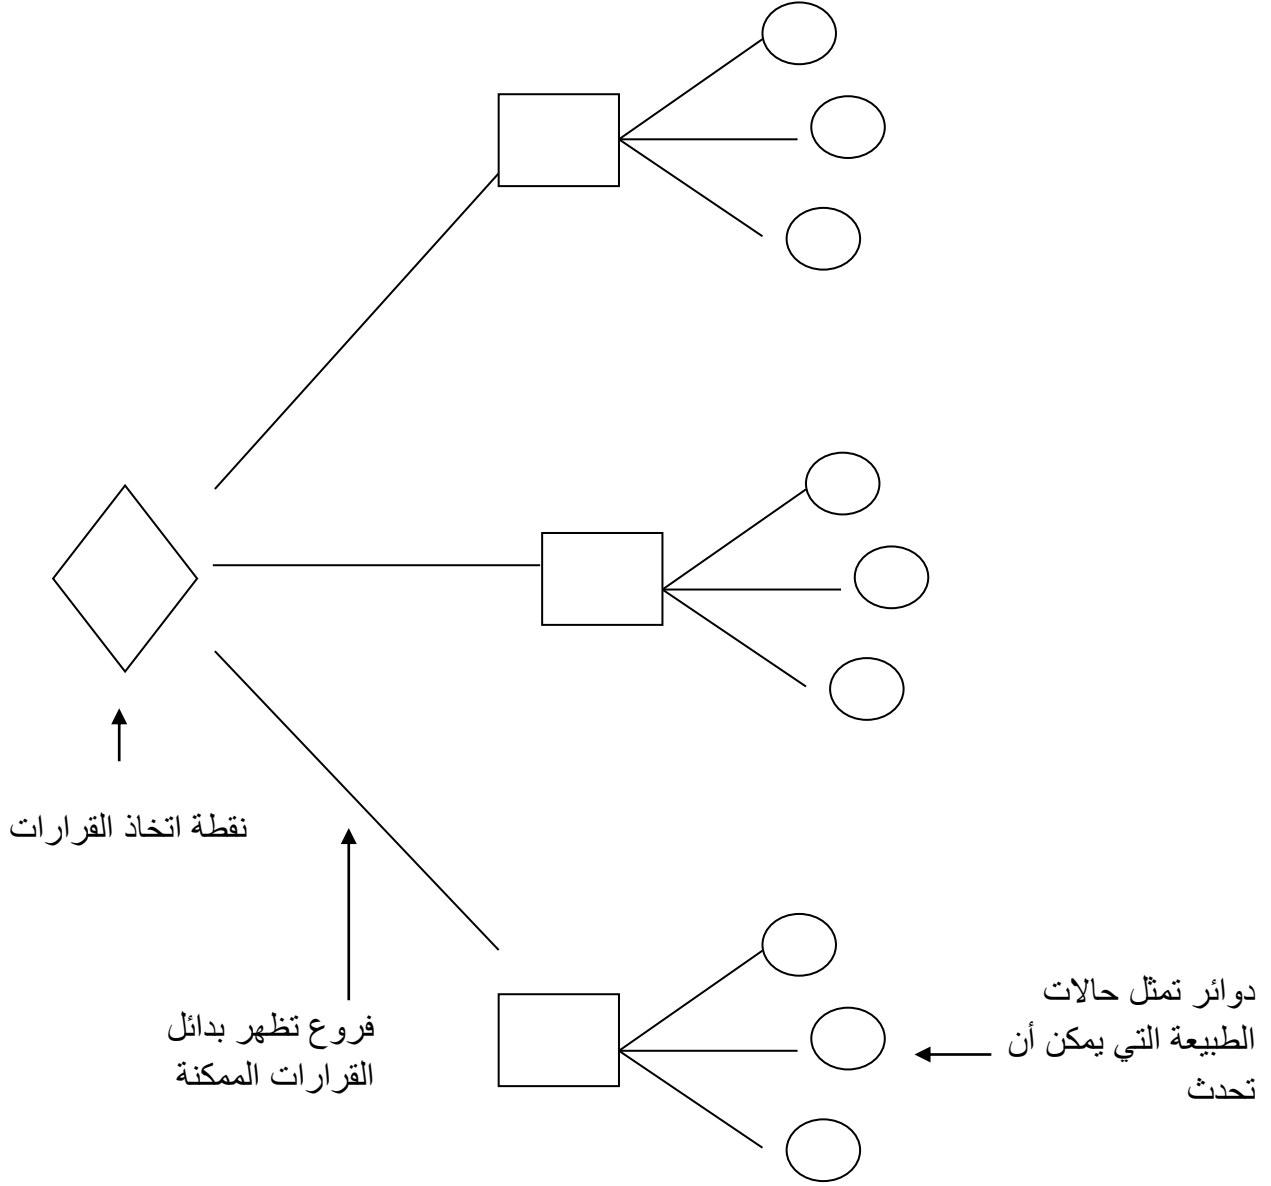 نقطة اتخاذ القرارات
فروع تظهر بدائل
القرارات الممكنة
دوائر تمثل حالات
الطبيعة التي يمكن أن
تحدث